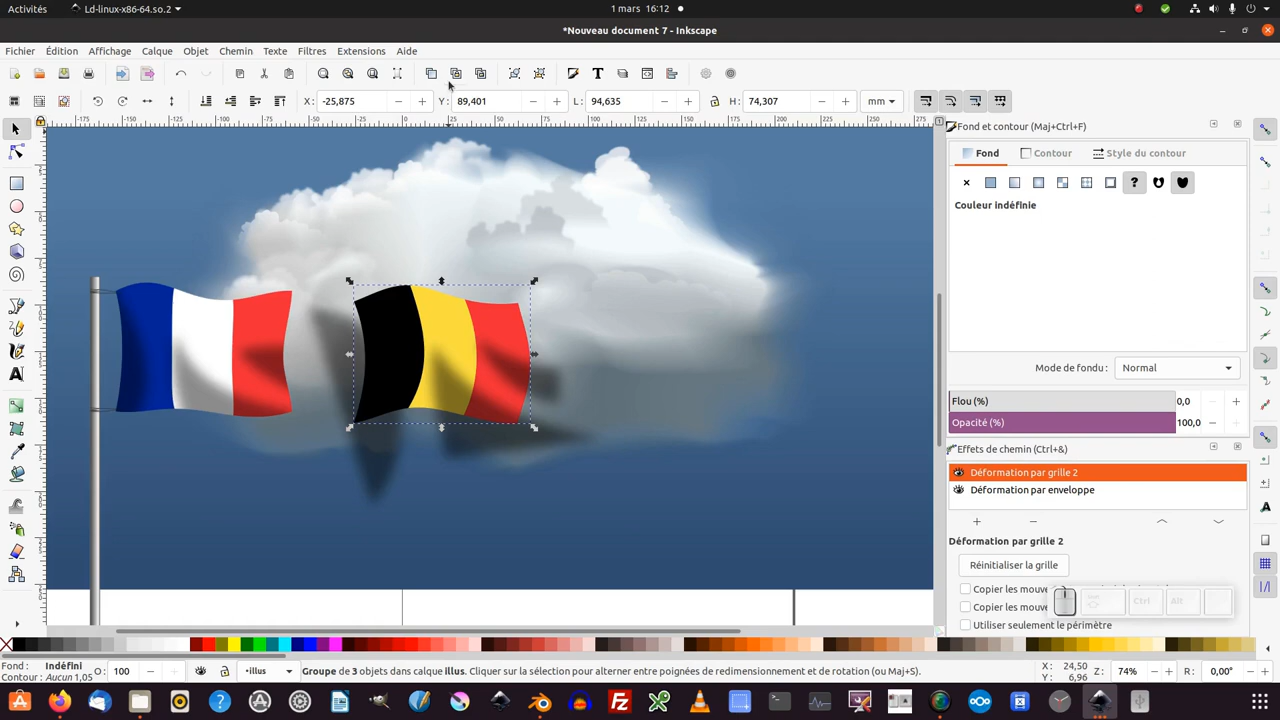 Activités
Ld-linux-x86-64.so.2
1 mars 16:12
*Nouveau document 7 - Inkscape
Fichier Édition Affichage Calque Objet Chemin Texte Filtres Extensions Aide
X: -25,875 Y: 89,401 L: 94,635 H: 74,307 mm
Fond et contour (Maj+Ctrl+F)
Fond Contour Style du contour
Couleur indéfinie
Mode de fondu : Normal
Flou (%) 0,0
Opacité (%) 100,0
Effets de chemin (Ctrl+&)
Déformation par grille 2
Déformation par enveloppe
Déformation par grille 2
Réinitialiser la grille
Copier les mouve
Copier les mouve
Ctrl Alt
Utiliser seulement le périmètre
Fond : Indéfini
Contour : Aucun 1,05
O: 100
•illus
Groupe de 3 objets dans calque illus. Cliquer sur la sélection pour alterner entre poignées de redimensionnement et de rotation (ou Maj+S).
X: 24,50
Y: 6,96
Z: 74%
R: 0,00°